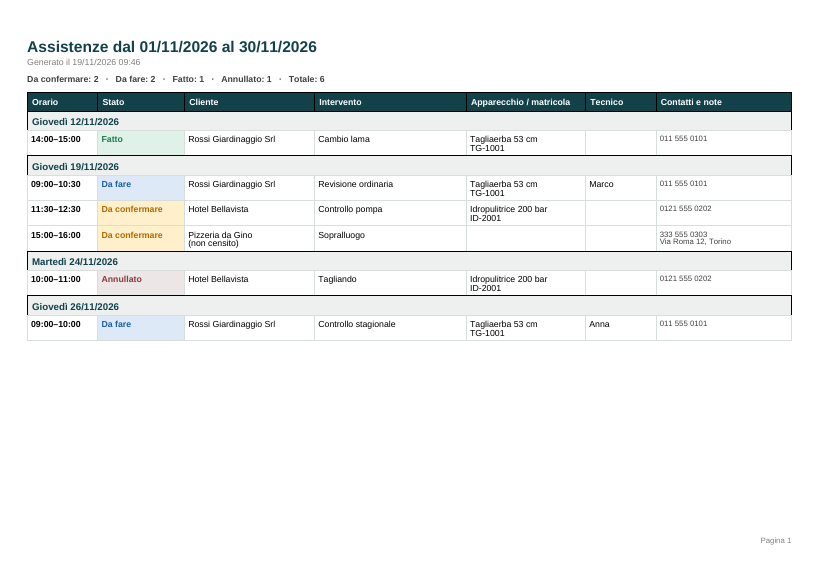 Assistenze dal 01/11/2026 al 30/11/2026
Generato il 19/11/2026 09:46
Da confermare: 2 · Da fare: 2 · Fatto: 1 · Annullato: 1 · Totale: 6
Orario Stato Cliente Intervento Apparecchio / matricola Tecnico Contatti e note
Giovedì 12/11/2026
14:00–15:00 Fatto Rossi Giardinaggio Srl Cambio lama Tagliaerba 53 cm 011 555 0101
TG-1001
Giovedì 19/11/2026
09:00–10:30 Da fare Rossi Giardinaggio Srl Revisione ordinaria Tagliaerba 53 cm Marco 011 555 0101
TG-1001
11:30–12:30 Da confermare Hotel Bellavista Controllo pompa Idropulitrice 200 bar 0121 555 0202
ID-2001
15:00–16:00 Da confermare Pizzeria da Gino Sopralluogo 333 555 0303
(non censito) Via Roma 12, Torino
Martedì 24/11/2026
10:00–11:00 Annullato Hotel Bellavista Tagliando Idropulitrice 200 bar 0121 555 0202
ID-2001
Giovedì 26/11/2026
09:00–10:00 Da fare Rossi Giardinaggio Srl Controllo stagionale Tagliaerba 53 cm Anna 011 555 0101
TG-1001
Pagina 1